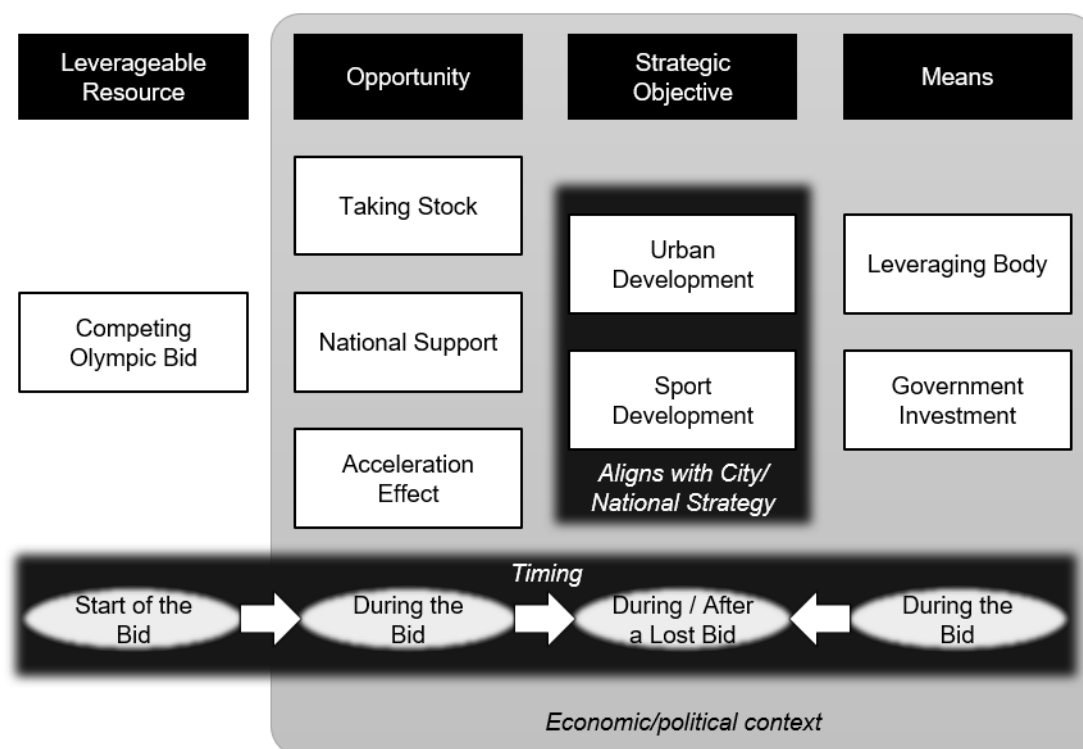 Leverageable
Resource
Opportunity
Strategic
Objective
Means
Taking Stock
Urban
Development
Leveraging Body
Competing
Olympic Bid
National Support
Sport
Development
Government
Investment
Acceleration
Effect
Aligns with City/
National Strategy
Timing
Start of the
Bid
During the
Bid
During / After
a Lost Bid
During the
Bid
Economic/political context